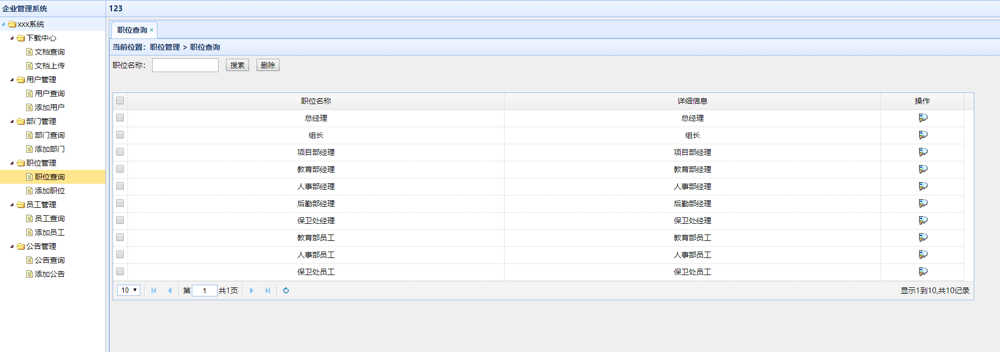 企业管理系统
123
xxx系统
下载中心
文档查询
文档上传
用户管理
用户查询
添加用户
部门管理
部门查询
添加部门
职位管理
职位查询
添加职位
员工管理
员工查询
添加员工
公告管理
公告查询
添加公告
职位查询 ×
当前位置：职位管理 > 职位查询
职位名称： 搜索 删除
职位名称 详细信息 操作
总经理 总经理
组长 组长
项目部经理 项目部经理
教育部经理 教育部经理
人事部经理 人事部经理
后勤部经理 后勤部经理
保卫处经理 保卫处经理
教育部员工 教育部员工
人事部员工 人事部员工
保卫处员工 保卫处员工
10 第 1 共1页 显示1到10,共10记录